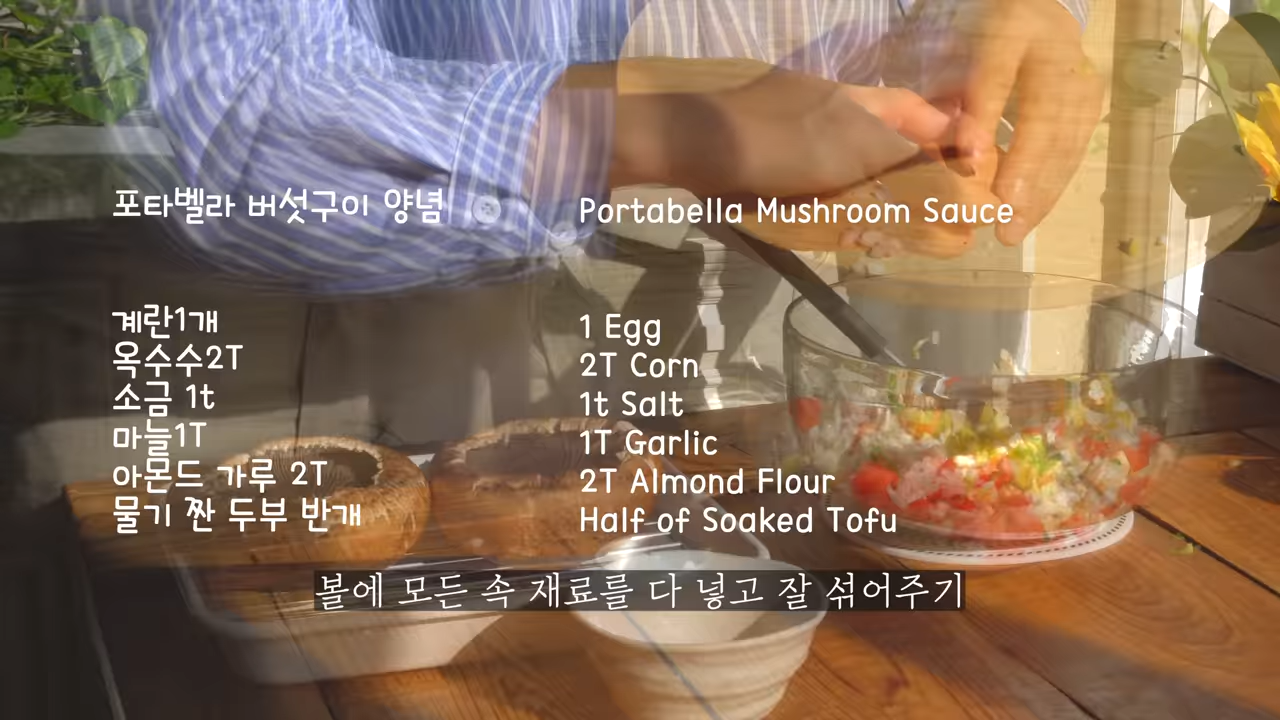 포타벨라 버섯구이 양념
계란1개
옥수수2T
소금 1t
마늘1T
아몬드 가루 2T
물기 짠 두부 반개
Portabella Mushroom Sauce
1 Egg
2T Corn
1t Salt
1T Garlic
2T Almond Flour
Half of Soaked Tofu
볼에 모든 속 재료를 다 넣고 잘 섞어주기